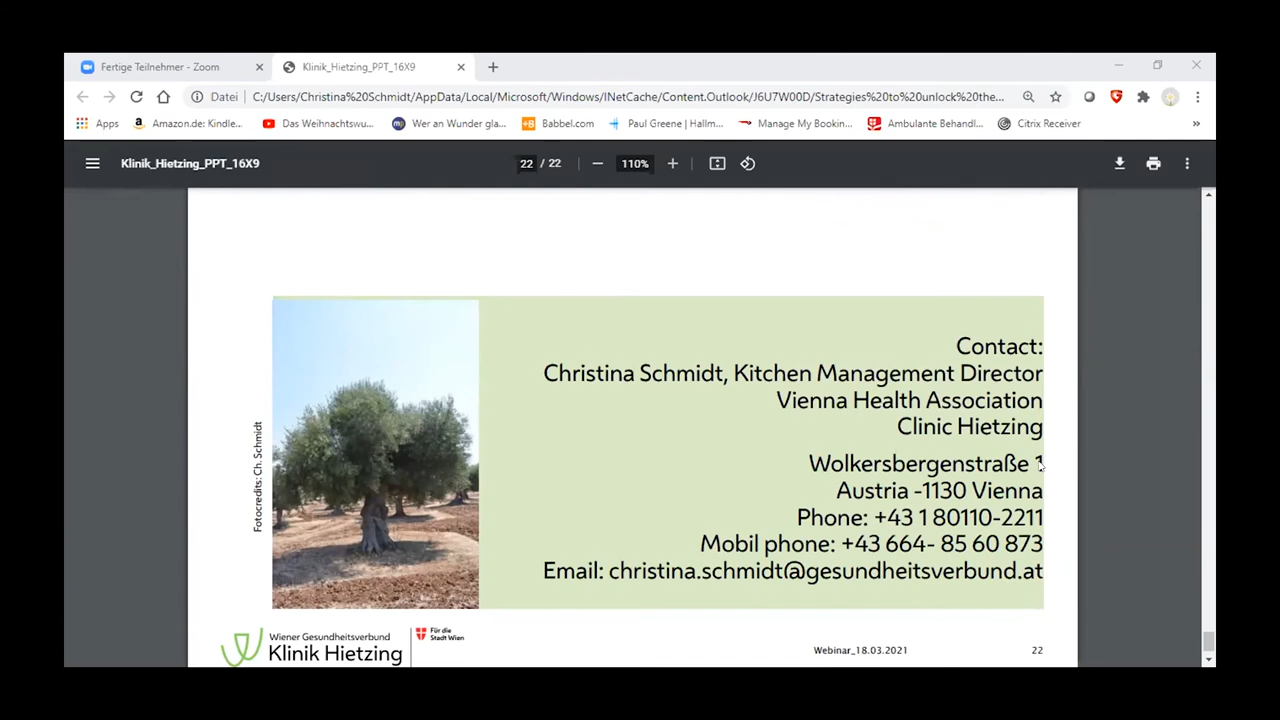 Fertige Teilnehmer - Zoom
Klinik_Hietzing_PPT_16X9
Datei
C:/Users/Christina%20Schmidt/AppData/Local/Microsoft/Windows/INetCache/Content.Outlook/J6U7W00D/Strategies%20to%20unlock%20the...
Apps
Amazon.de: Kindle...
Das Weihnachtswu...
Wer an Wunder gla...
Babbel.com
Paul Greene | Hallm...
Manage My Bookin...
Ambulante Behandl...
Citrix Receiver
Klinik_Hietzing_PPT_16X9
22 / 22
110%
Contact:
Christina Schmidt, Kitchen Management Director
Vienna Health Association
Clinic Hietzing
Wolkersbergenstraße 1
Austria -1130 Vienna
Phone: +43 1 80110-2211
Mobil phone: +43 664- 85 60 873
Email: christina.schmidt@gesundheitsverbund.at
Fotocredits: Ch. Schmidt
Wiener Gesundheitsverbund
Klinik Hietzing
Für die
Stadt Wien
Webinar_18.03.2021
22